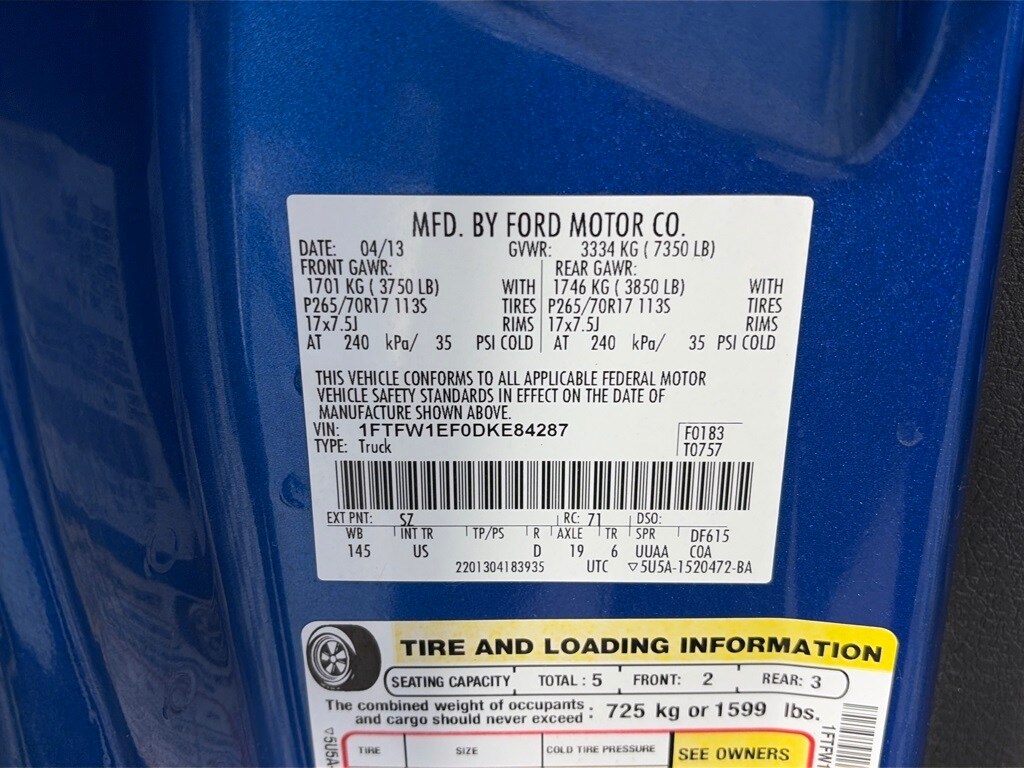 MFD. BY FORD MOTOR CO.
DATE: 04/13 GVWR: 3334 KG ( 7350 LB)
FRONT GAWR: REAR GAWR:
1701 KG ( 3750 LB) WITH 1746 KG ( 3850 LB) WITH
P265/70R17 113S TIRES P265/70R17 113S TIRES
17x7.5J RIMS 17x7.5J RIMS
AT 240 kPa/ 35 PSI COLD AT 240 kPa/ 35 PSI COLD
THIS VEHICLE CONFORMS TO ALL APPLICABLE FEDERAL MOTOR
VEHICLE SAFETY STANDARDS IN EFFECT ON THE DATE OF
MANUFACTURE SHOWN ABOVE.
VIN: 1FTFW1EF0DKE84287 F0183
TYPE: Truck T0757
EXT PNT: SZ RC: 71 DSO:
WB INT TR TP/PS R AXLE TR SPR DF615
145 US D 19 6 UUAA COA
2201304183935 UTC ▽5U5A-1520472-BA
TIRE AND LOADING INFORMATION
SEATING CAPACITY TOTAL : 5 FRONT: 2 REAR: 3
The combined weight of occupants
and cargo should never exceed : 725 kg or 1599 lbs.
TIRE SIZE COLD TIRE PRESSURE SEE OWNERS
▽5U5A-
1FTFW1